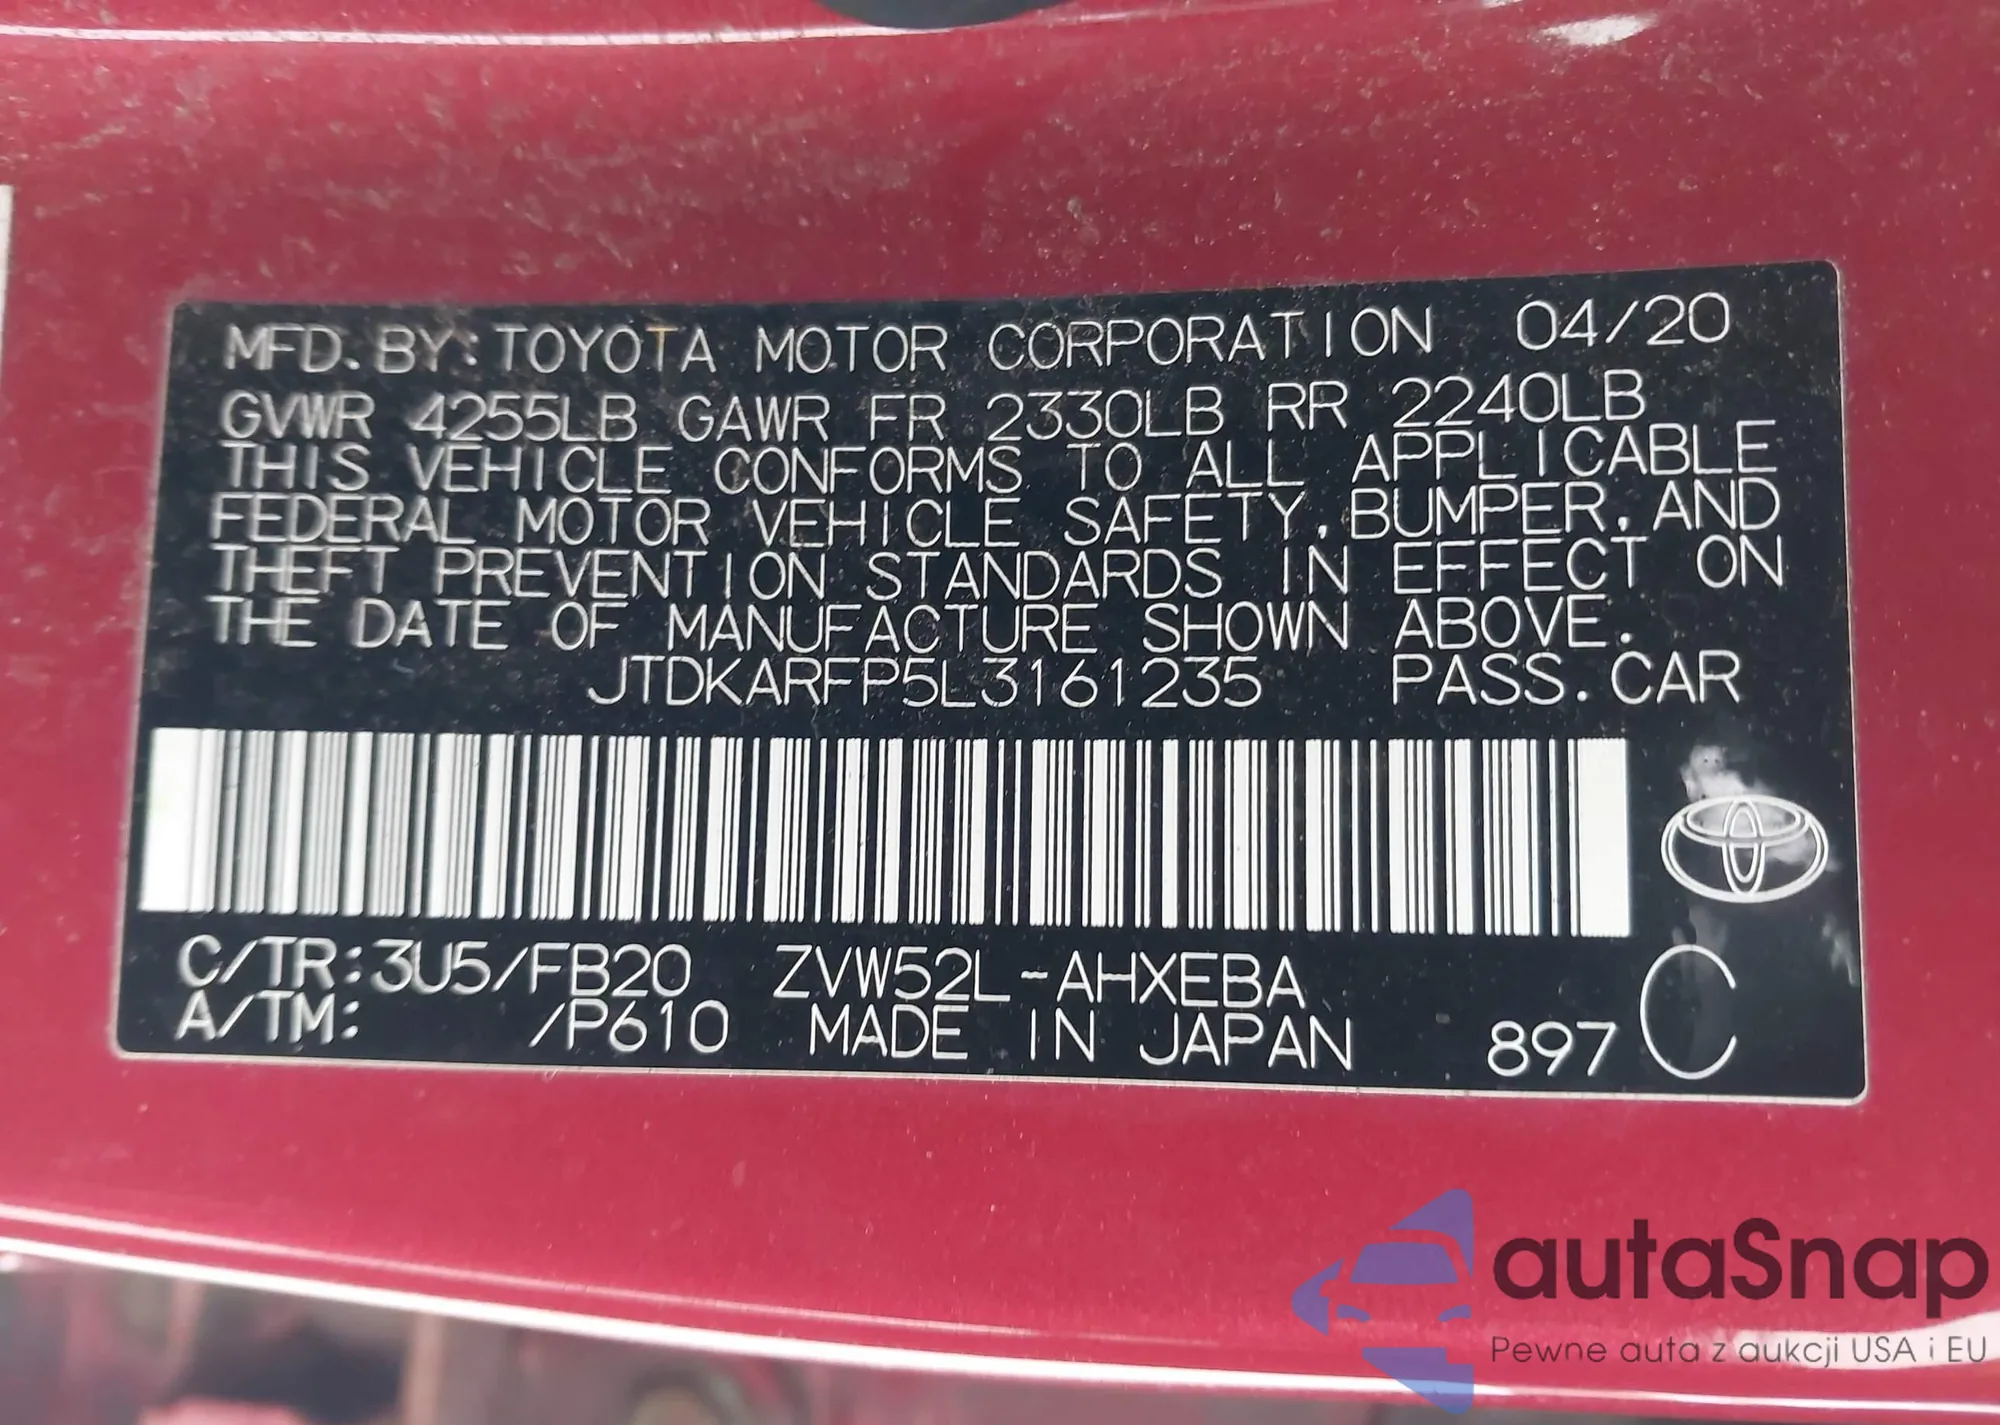 MFD. BY: TOYOTA MOTOR CORPORATION 04/20
GVWR 4255LB GAWR FR 2330LB RR 2240LB
THIS VEHICLE CONFORMS TO ALL APPLICABLE
FEDERAL MOTOR VEHICLE SAFETY, BUMPER, AND
THEFT PREVENTION STANDARDS IN EFFECT ON
THE DATE OF MANUFACTURE SHOWN ABOVE.
JTDKARFP5L3161235 PASS. CAR
C/TR: 3U5/FB20 ZVW52L-AHXEBA
A/TM: /P610 MADE IN JAPAN 897 C
autaSnap
Pewne auta z aukcji USA i EU